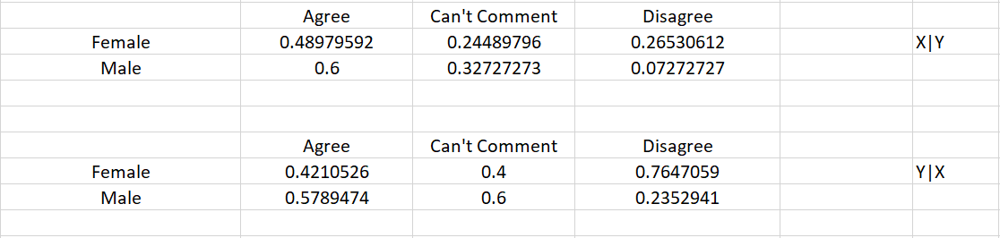 Agree Can't Comment Disagree
Female 0.48979592 0.24489796 0.26530612 X|Y
Male 0.6 0.32727273 0.07272727
Agree Can't Comment Disagree
Female 0.4210526 0.4 0.7647059 Y|X
Male 0.5789474 0.6 0.2352941